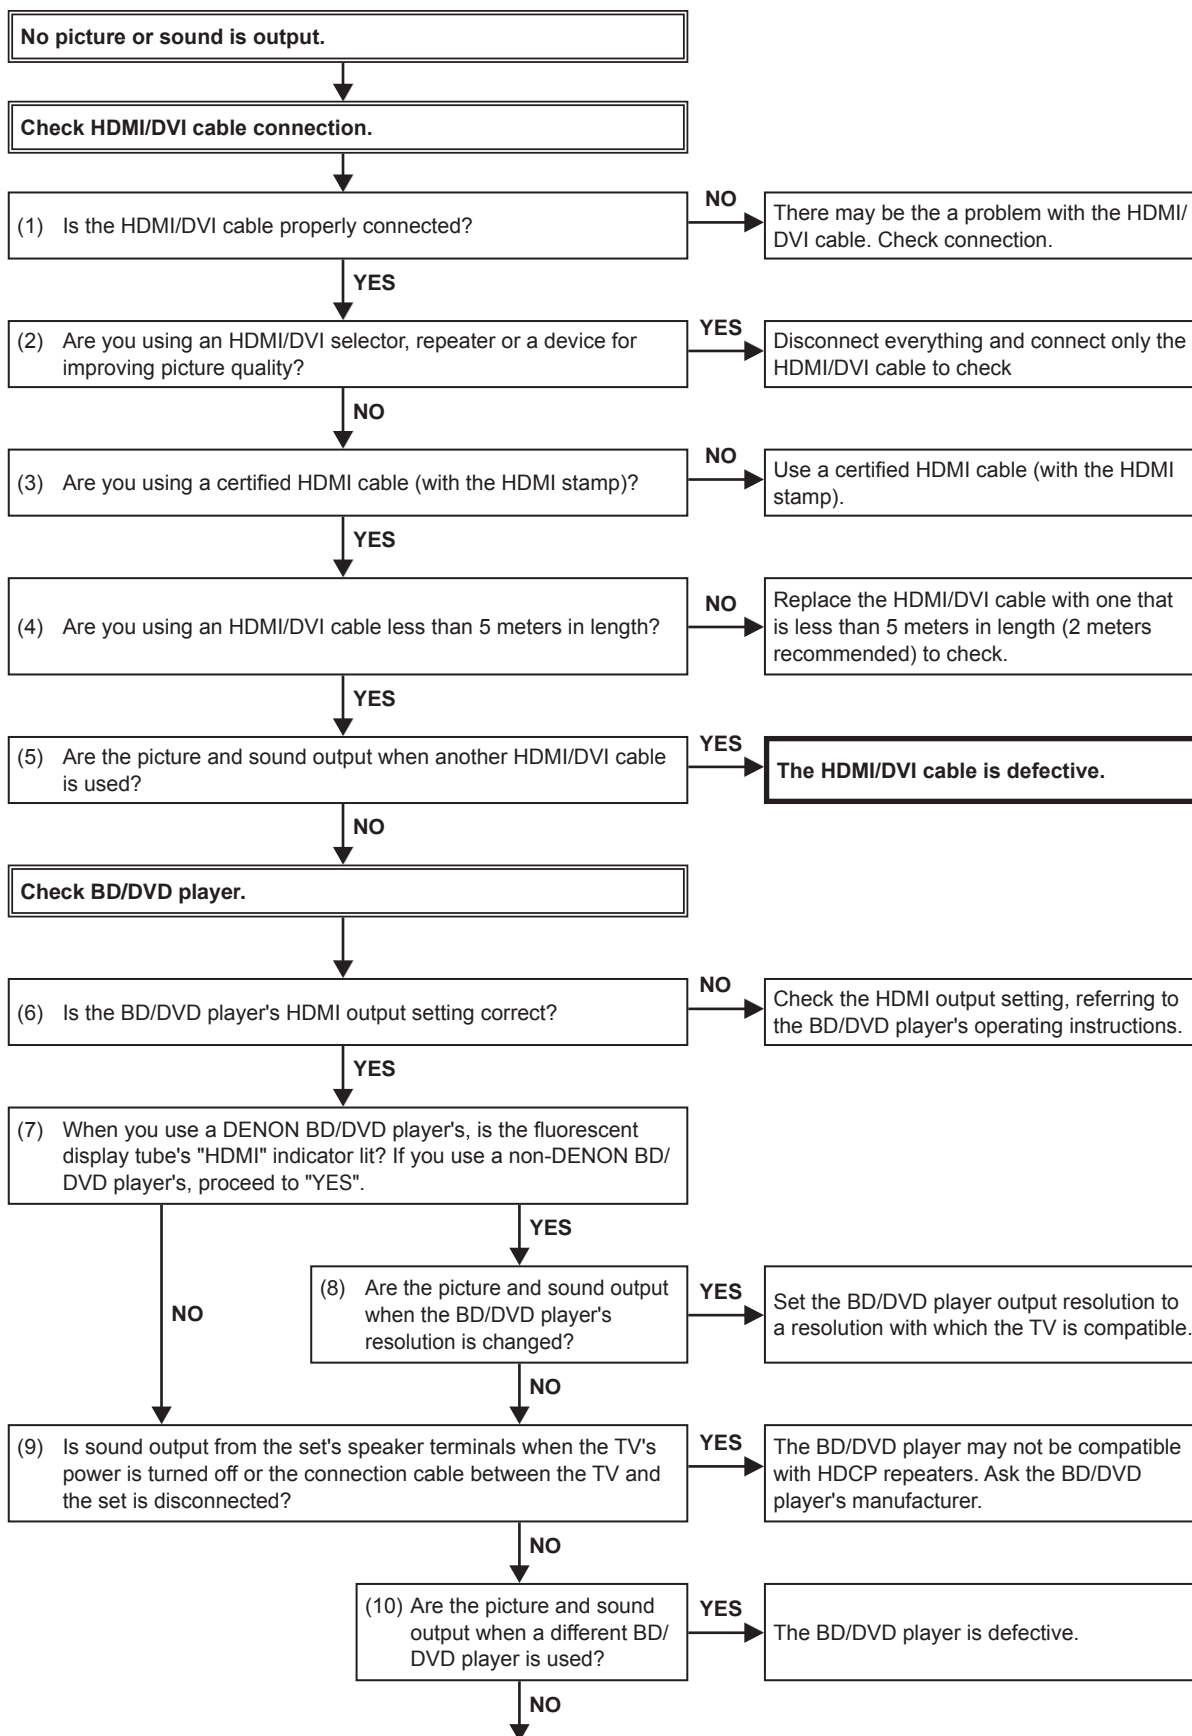 No picture or sound is output.
Check HDMI/DVI cable connection.
(1) Is the HDMI/DVI cable properly connected?
NO
There may be the a problem with the HDMI/
DVI cable. Check connection.
YES
(2) Are you using an HDMI/DVI selector, repeater or a device for
improving picture quality?
YES
Disconnect everything and connect only the
HDMI/DVI cable to check
NO
(3) Are you using a certified HDMI cable (with the HDMI stamp)?
NO
Use a certified HDMI cable (with the HDMI
stamp).
YES
(4) Are you using an HDMI/DVI cable less than 5 meters in length?
NO
Replace the HDMI/DVI cable with one that
is less than 5 meters in length (2 meters
recommended) to check.
YES
(5) Are the picture and sound output when another HDMI/DVI cable
is used?
YES
The HDMI/DVI cable is defective.
NO
Check BD/DVD player.
(6) Is the BD/DVD player's HDMI output setting correct?
NO
Check the HDMI output setting, referring to
the BD/DVD player's operating instructions.
YES
(7) When you use a DENON BD/DVD player's, is the fluorescent
display tube's "HDMI" indicator lit? If you use a non-DENON BD/
DVD player's, proceed to "YES".
YES
NO
(8) Are the picture and sound output
when the BD/DVD player's
resolution is changed?
YES
Set the BD/DVD player output resolution to
a resolution with which the TV is compatible.
NO
(9) Is sound output from the set's speaker terminals when the TV's
power is turned off or the connection cable between the TV and
the set is disconnected?
YES
The BD/DVD player may not be compatible
with HDCP repeaters. Ask the BD/DVD
player's manufacturer.
NO
(10) Are the picture and sound
output when a different BD/
DVD player is used?
YES
The BD/DVD player is defective.
NO